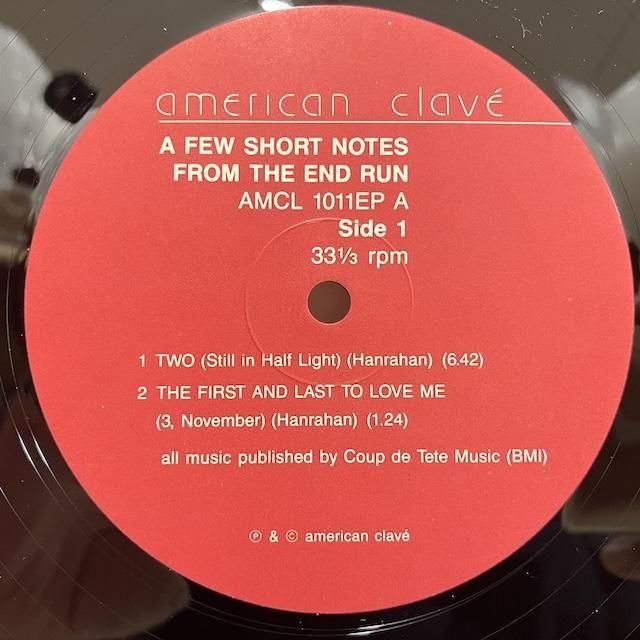 american clavé
A FEW SHORT NOTES
FROM THE END RUN
AMCL 1011EP A
Side 1
33⅓ rpm
1 TWO (Still in Half Light) (Hanrahan) (6.42)
2 THE FIRST AND LAST TO LOVE ME
(3, November) (Hanrahan) (1.24)
all music published by Coup de Tete Music (BMI)
℗ & © american clavé